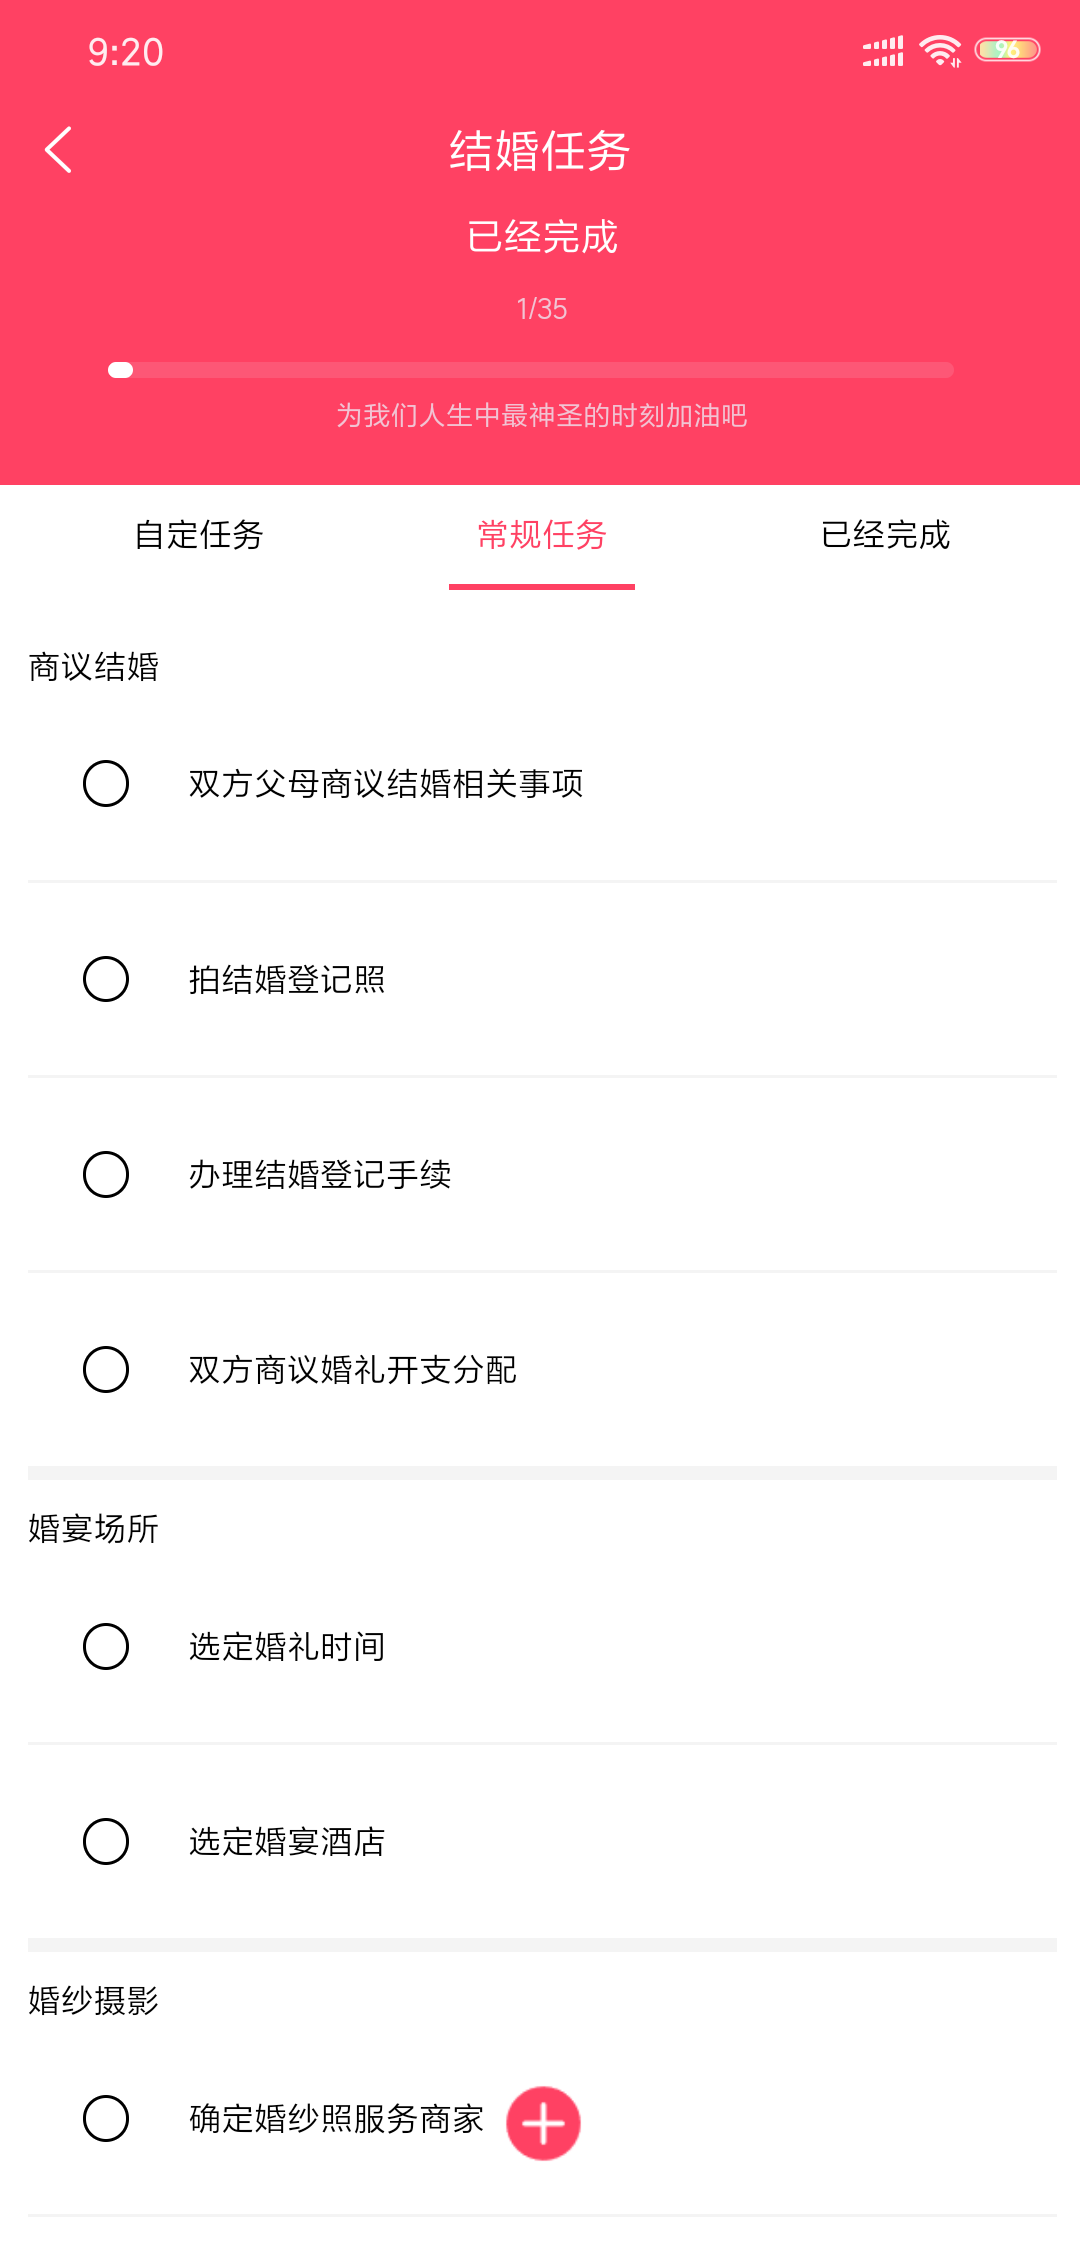 9:20
96
结婚任务
已经完成
1/35
为我们人生中最神圣的时刻加油吧
自定任务 常规任务 已经完成
商议结婚
双方父母商议结婚相关事项
拍结婚登记照
办理结婚登记手续
双方商议婚礼开支分配
婚宴场所
选定婚礼时间
选定婚宴酒店
婚纱摄影
确定婚纱照服务商家